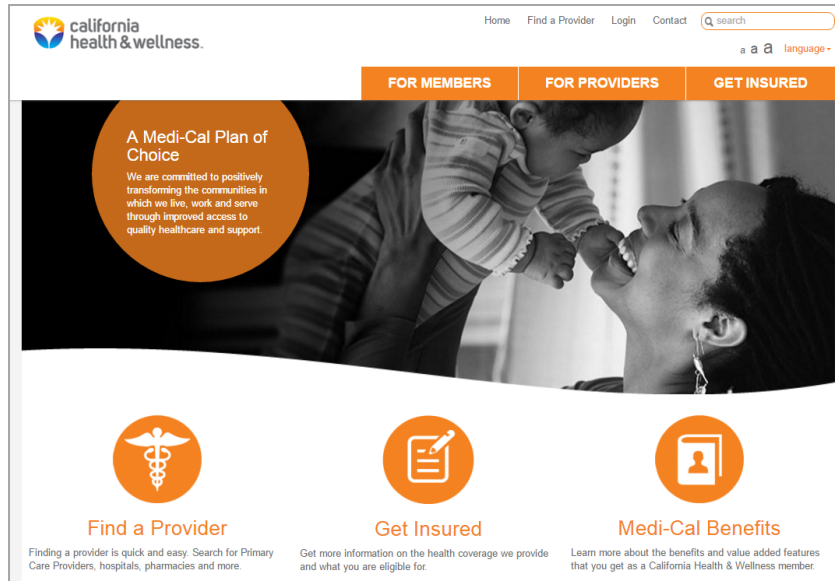 california
health & wellness.
Home Find a Provider Login Contact search
a a a language
FOR MEMBERS FOR PROVIDERS GET INSURED
A Medi-Cal Plan of
Choice
We are committed to positively
transforming the communities in
which we live, work and serve
through improved access to
quality healthcare and support.
Find a Provider
Finding a provider is quick and easy. Search for Primary
Care Providers, hospitals, pharmacies and more.
Get Insured
Get more information on the health coverage we provide
and what you are eligible for.
Medi-Cal Benefits
Learn more about the benefits and value added features
that you get as a California Health & Wellness member.